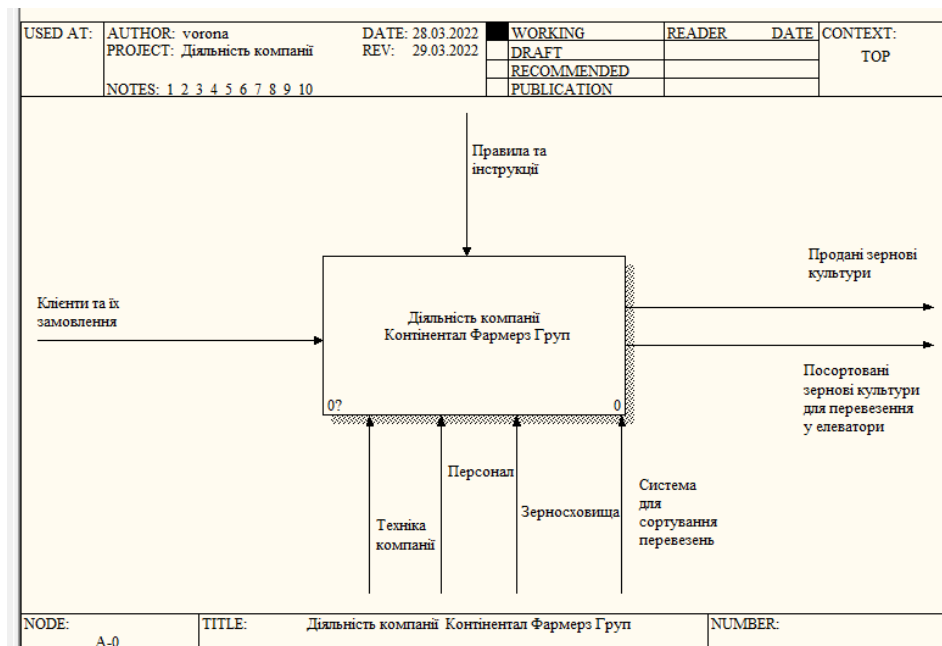 USED AT:
AUTHOR: vorona
DATE: 28.03.2022
PROJECT: Діяльність компанії
REV: 29.03.2022
NOTES: 1 2 3 4 5 6 7 8 9 10
WORKING
DRAFT
RECOMMENDED
PUBLICATION
READER DATE
CONTEXT:
TOP
Правила та
інструкції
Клієнти та їх
замовлення
Діяльність компанії
Контінентал Фармерз Груп
0?
0
Продані зернові
культури
Посортовані
зернові культури
для перевезення
у елеватори
Техніка
компанії
Персонал
Зерносховища
Система
для
сортування
перевезень
NODE:
A-0
TITLE: Діяльність компанії Контінентал Фармерз Груп
NUMBER: